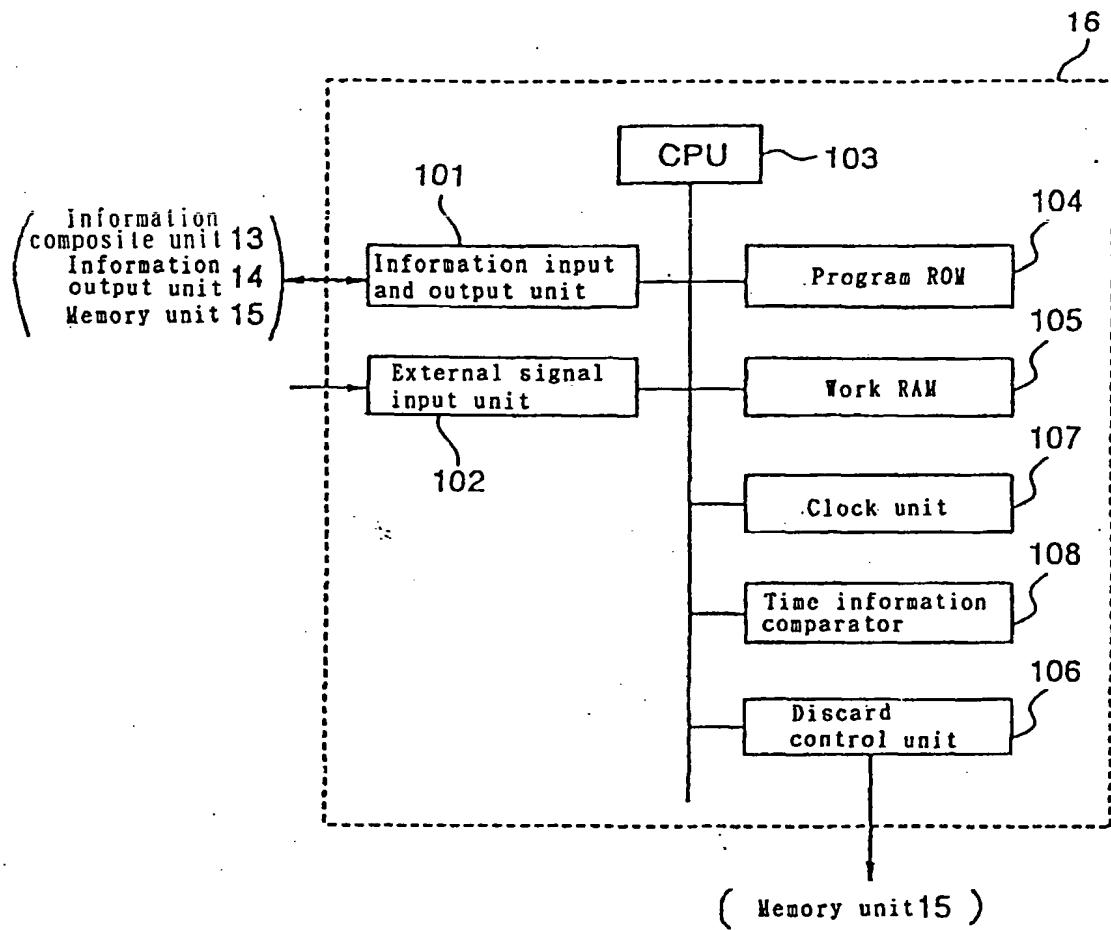 16
CPU
103
101
104
Information
composite unit 13
Information
output unit 14
Memory unit 15
Information input
and output unit
Program ROM
105
External signal
input unit
Work RAM
102
107
Clock unit
108
Time information
comparator
106
Discard
control unit
( Memory unit 15 )